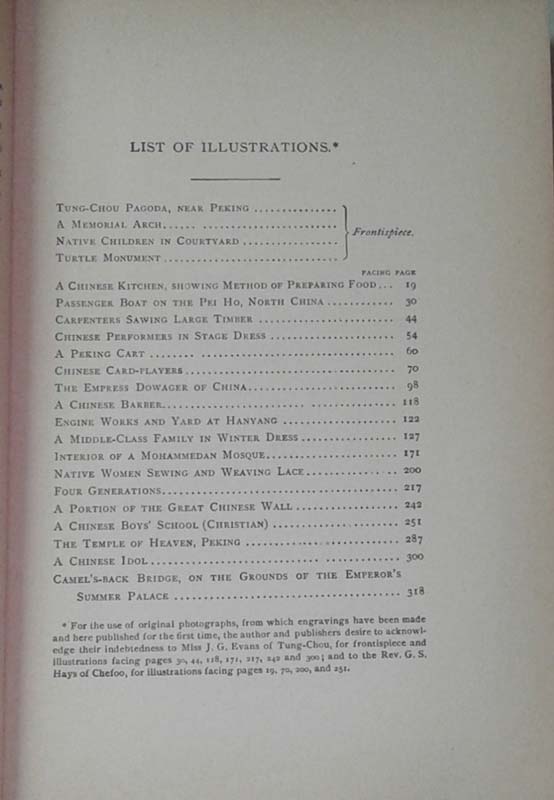 LIST OF ILLUSTRATIONS.*
TUNG-CHOU PAGODA, NEAR PEKING ...............
A MEMORIAL ARCH...... .........................
NATIVE CHILDREN IN COURTYARD .................
TURTLE MONUMENT ..............................
Frontispiece.
FACING PAGE
A CHINESE KITCHEN, SHOWING METHOD OF PREPARING FOOD... 19
PASSENGER BOAT ON THE PEI HO, NORTH CHINA ............ 30
CARPENTERS SAWING LARGE TIMBER ........................ 44
CHINESE PERFORMERS IN STAGE DRESS ...................... 54
A PEKING CART ........ .................................. 60
CHINESE CARD-PLAYERS .................................... 70
THE EMPRESS DOWAGER OF CHINA........................... 98
A CHINESE BARBER........................................ 118
ENGINE WORKS AND YARD AT HANYANG ..................... 122
A MIDDLE-CLASS FAMILY IN WINTER DRESS ................. 127
INTERIOR OF A MOHAMMEDAN MOSQUE....................... 171
NATIVE WOMEN SEWING AND WEAVING LACE................ 200
FOUR GENERATIONS........................................ 217
A PORTION OF THE GREAT CHINESE WALL .................. 242
A CHINESE BOYS' SCHOOL (CHRISTIAN) ...................... 251
THE TEMPLE OF HEAVEN, PEKING .......................... 287
A CHINESE IDOL .......................................... 300
CAMEL'S-BACK BRIDGE, ON THE GROUNDS OF THE EMPEROR'S
SUMMER PALACE ...................................... 318
* For the use of original photographs, from which engravings have been made
and here published for the first time, the author and publishers desire to acknowl-
edge their indebtedness to Miss J. G. Evans of Tung-Chou, for frontispiece and
illustrations facing pages 30, 44, 118, 171, 217, 242 and 300; and to the Rev. G. S.
Hays of Chefoo, for illustrations facing pages 19, 70, 200, and 251.